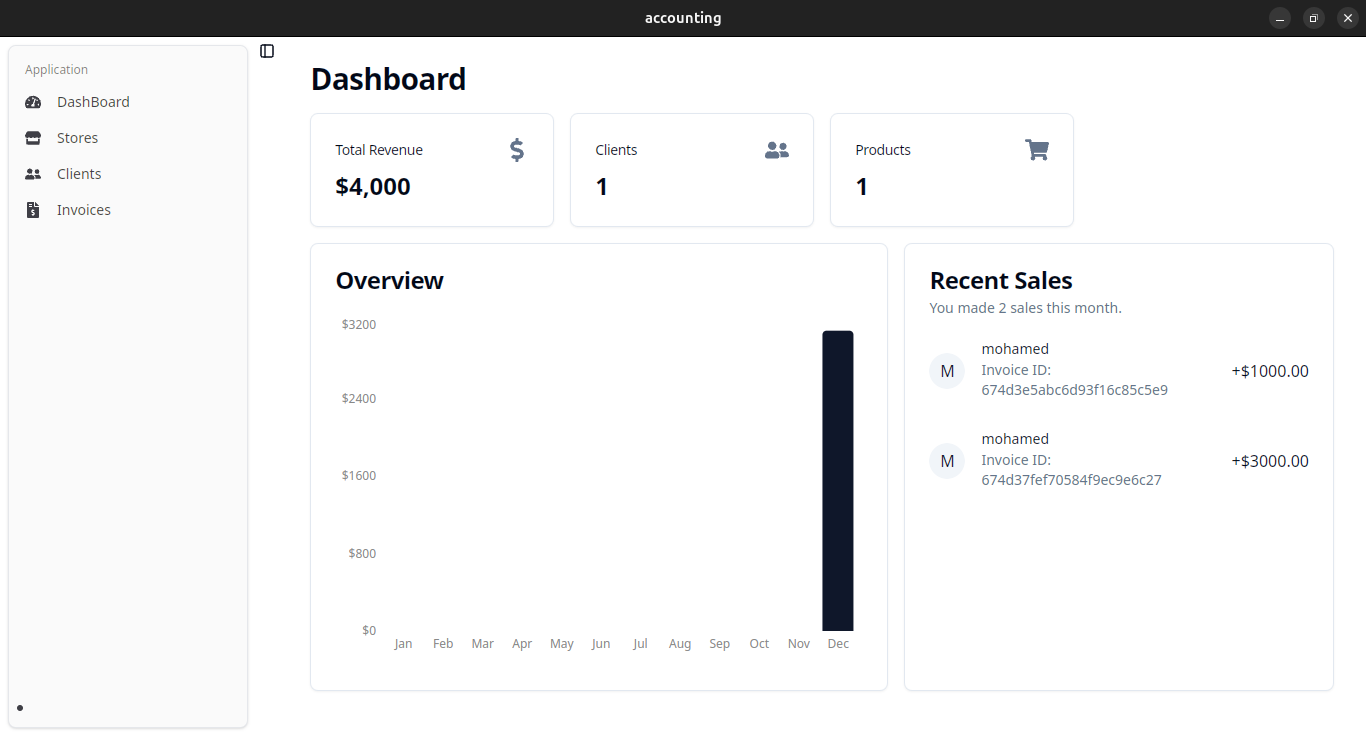 accounting
Application
DashBoard
Stores
Clients
Invoices
Dashboard
Total Revenue
$4,000
Clients
1
Products
1
Overview
$3200
$2400
$1600
$800
$0
Jan Feb Mar Apr May Jun Jul Aug Sep Oct Nov Dec
Recent Sales
You made 2 sales this month.
M
mohamed
Invoice ID:
674d3e5abc6d93f16c85c5e9
+$1000.00
M
mohamed
Invoice ID:
674d37fef70584f9ec9e6c27
+$3000.00